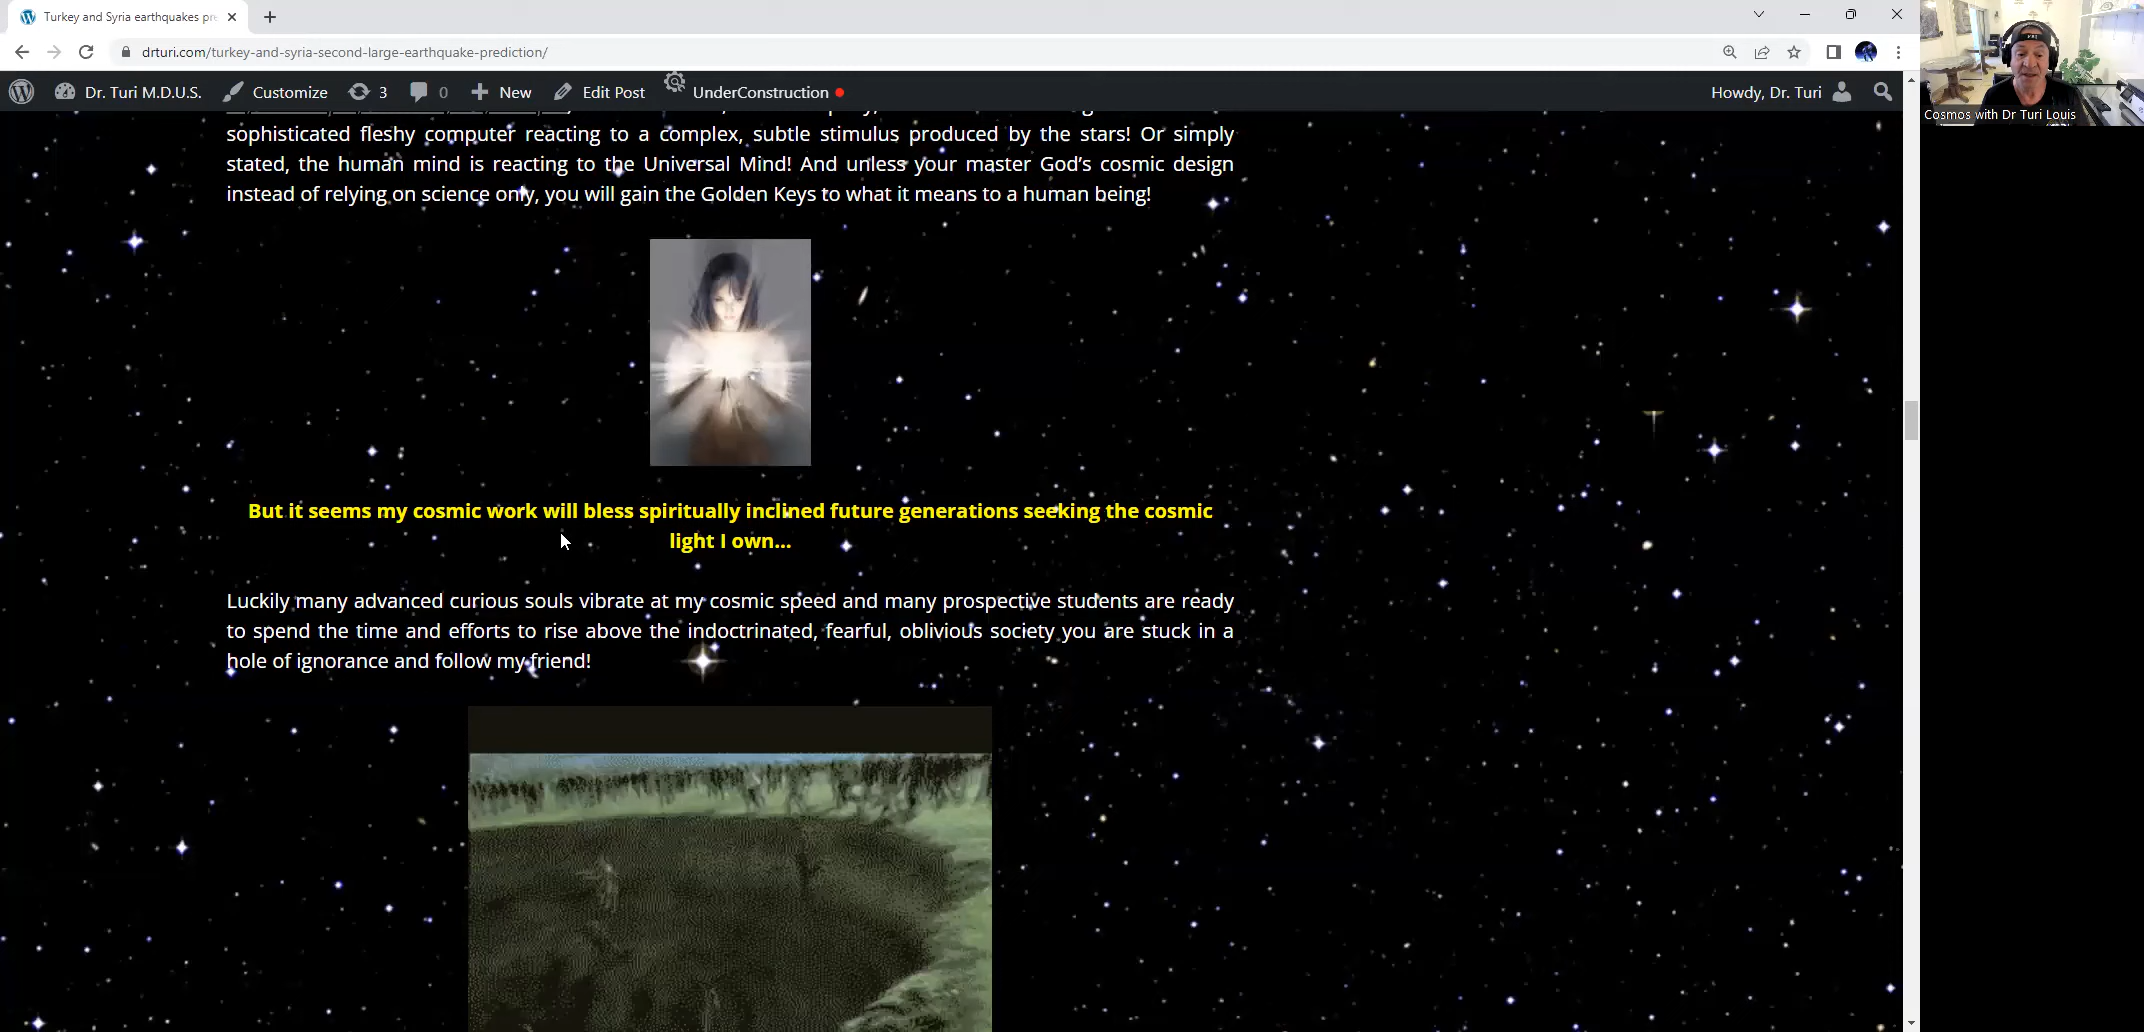 Turkey and Syria earthquakes pre
drturi.com/turkey-and-syria-second-large-earthquake-prediction/
Dr. Turi M.D.U.S. Customize 3 0 New Edit Post UnderConstruction Howdy, Dr. Turi
Cosmos with Dr Turi Louis
sophisticated fleshy computer reacting to a complex, subtle stimulus produced by the stars! Or simply
stated, the human mind is reacting to the Universal Mind! And unless your master God’s cosmic design
instead of relying on science only, you will gain the Golden Keys to what it means to a human being!
But it seems my cosmic work will bless spiritually inclined future generations seeking the cosmic
light I own…
Luckily many advanced curious souls vibrate at my cosmic speed and many prospective students are ready
to spend the time and efforts to rise above the indoctrinated, fearful, oblivious society you are stuck in a
hole of ignorance and follow my friend!